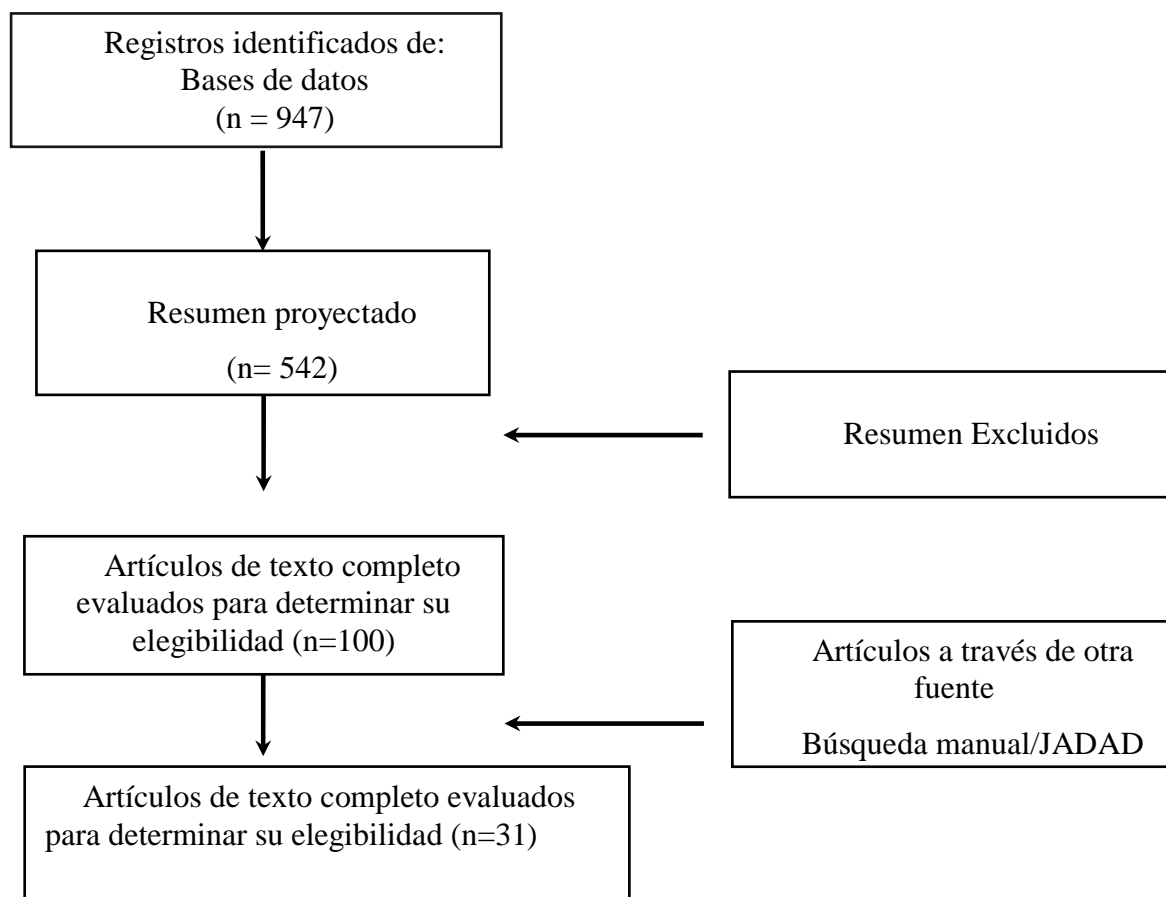 Registros identificados de:
Bases de datos
(n = 947)
Resumen proyectado
(n= 542)
Resumen Excluidos
Artículos de texto completo
evaluados para determinar su
elegibilidad (n=100)
Artículos a través de otra
fuente
Búsqueda manual/JADAD
Artículos de texto completo evaluados
para determinar su elegibilidad (n=31)